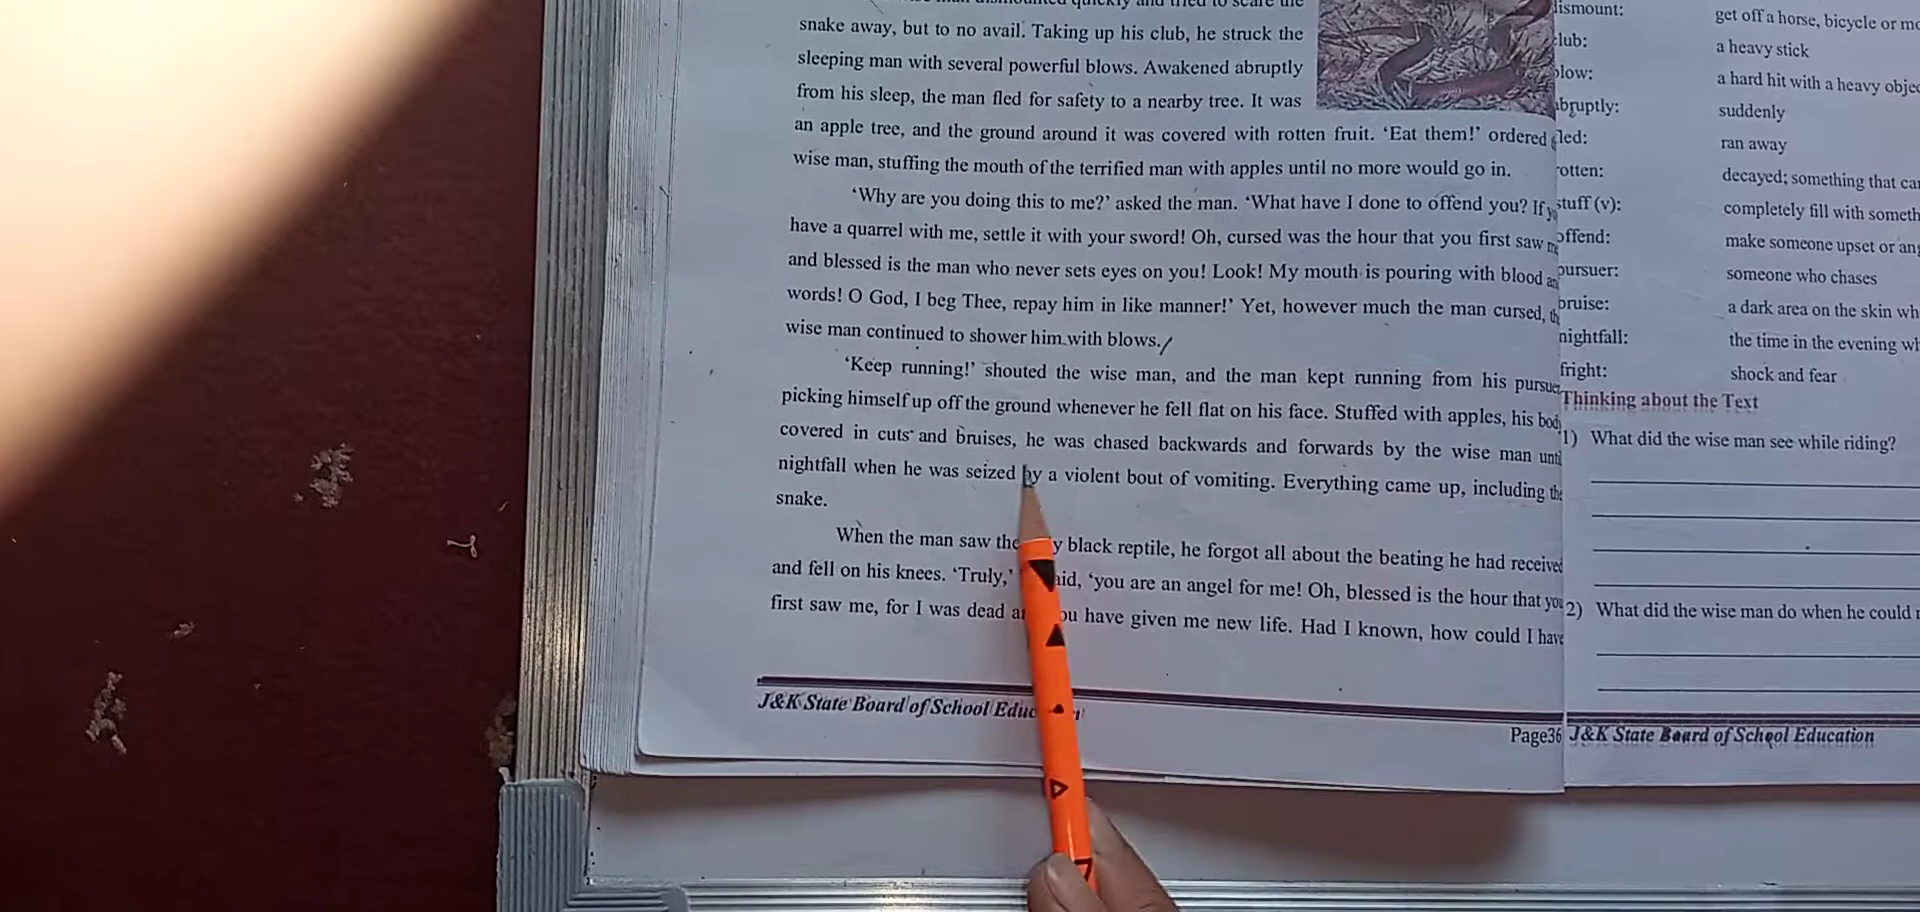 snake away, but to no avail. Taking up his club, he struck the
sleeping man with several powerful blows. Awakened abruptly
from his sleep, the man fled for safety to a nearby tree. It was
an apple tree, and the ground around it was covered with rotten fruit. ‘Eat them!’ ordered
wise man, stuffing the mouth of the terrified man with apples until no more would go in.
‘Why are you doing this to me?’ asked the man. ‘What have I done to offend you? If
have a quarrel with me, settle it with your sword! Oh, cursed was the hour that you first saw
and blessed is the man who never sets eyes on you! Look! My mouth is pouring with blood
words! O God, I beg Thee, repay him in like manner!’ Yet, however much the man cursed,
wise man continued to shower him with blows.
‘Keep running!’ shouted the wise man, and the man kept running from his
picking himself up off the ground whenever he fell flat on his face. Stuffed with apples, his
covered in cuts and bruises, he was chased backwards and forwards by the wise man
nightfall when he was seized by a violent bout of vomiting. Everything came up, including
snake.
When the man saw the black reptile, he forgot all about the beating he had
and fell on his knees. ‘Truly,’ ‘you are an angel for me! Oh, blessed is the hour that
first saw me, for I was dead have given me new life. Had I known, how could I
J&K State Board of School
Page36
get off a horse, bicycle or
a heavy stick
a hard hit with a heavy
suddenly
ran away
decayed; something that
stuff (v): completely fill with
make someone upset or
someone who chases
a dark area on the skin
nightfall: the time in the evening
fright: shock and fear
Thinking about the Text
1) What did the wise man see while riding?
2) What did the wise man do when he could
J&K State Board of School Education